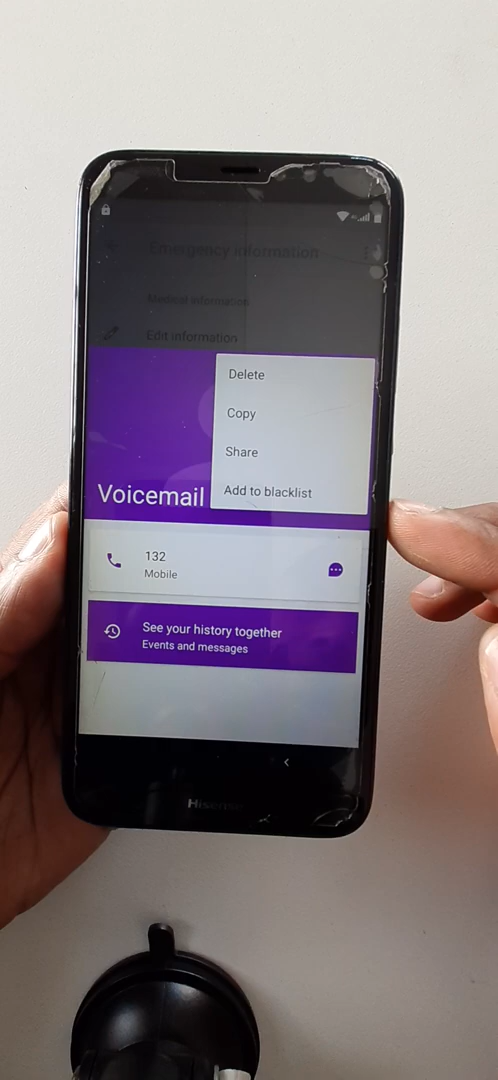 Emergency information
Medical information
Edit information
Delete
Copy
Share
Add to blacklist
Voicemail
132
Mobile
See your history together
Events and messages
Hisense